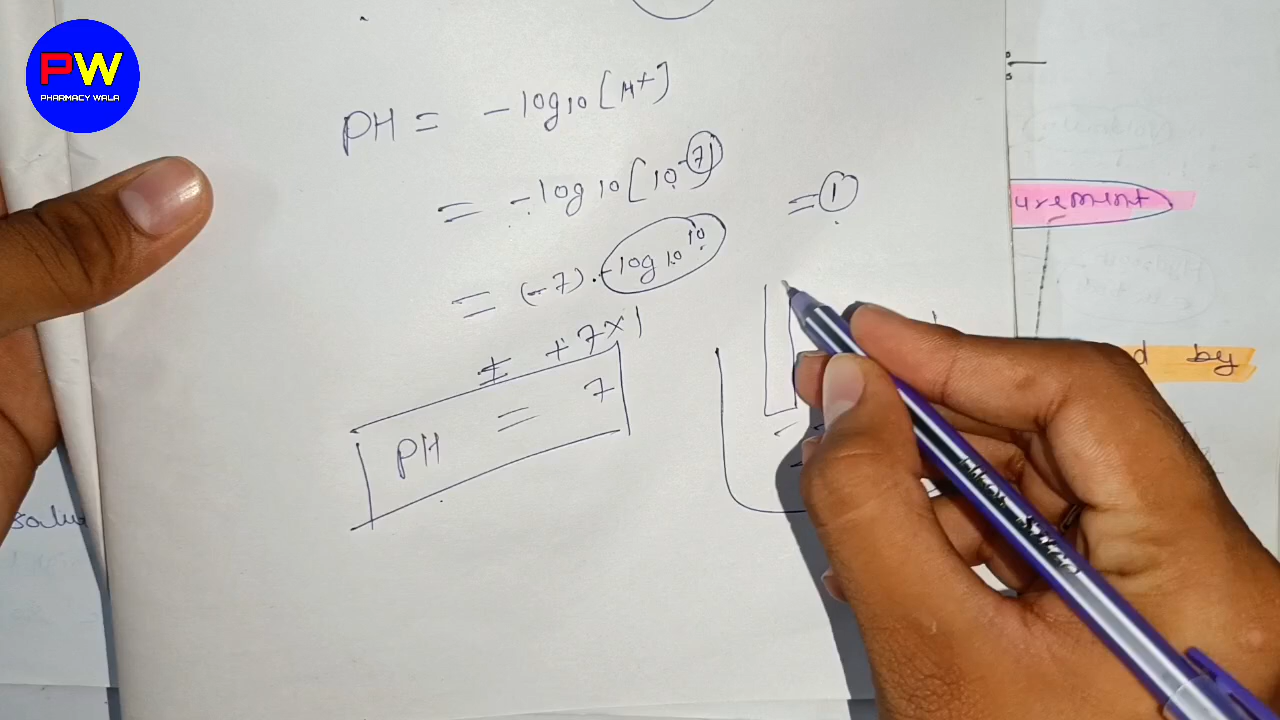 PW
PHARMACY WALA
PH = -log10[H+]
= -log10[10-7]
= (-7).-log10 10
= 1
± +7×1
PH = 7
urement
d by